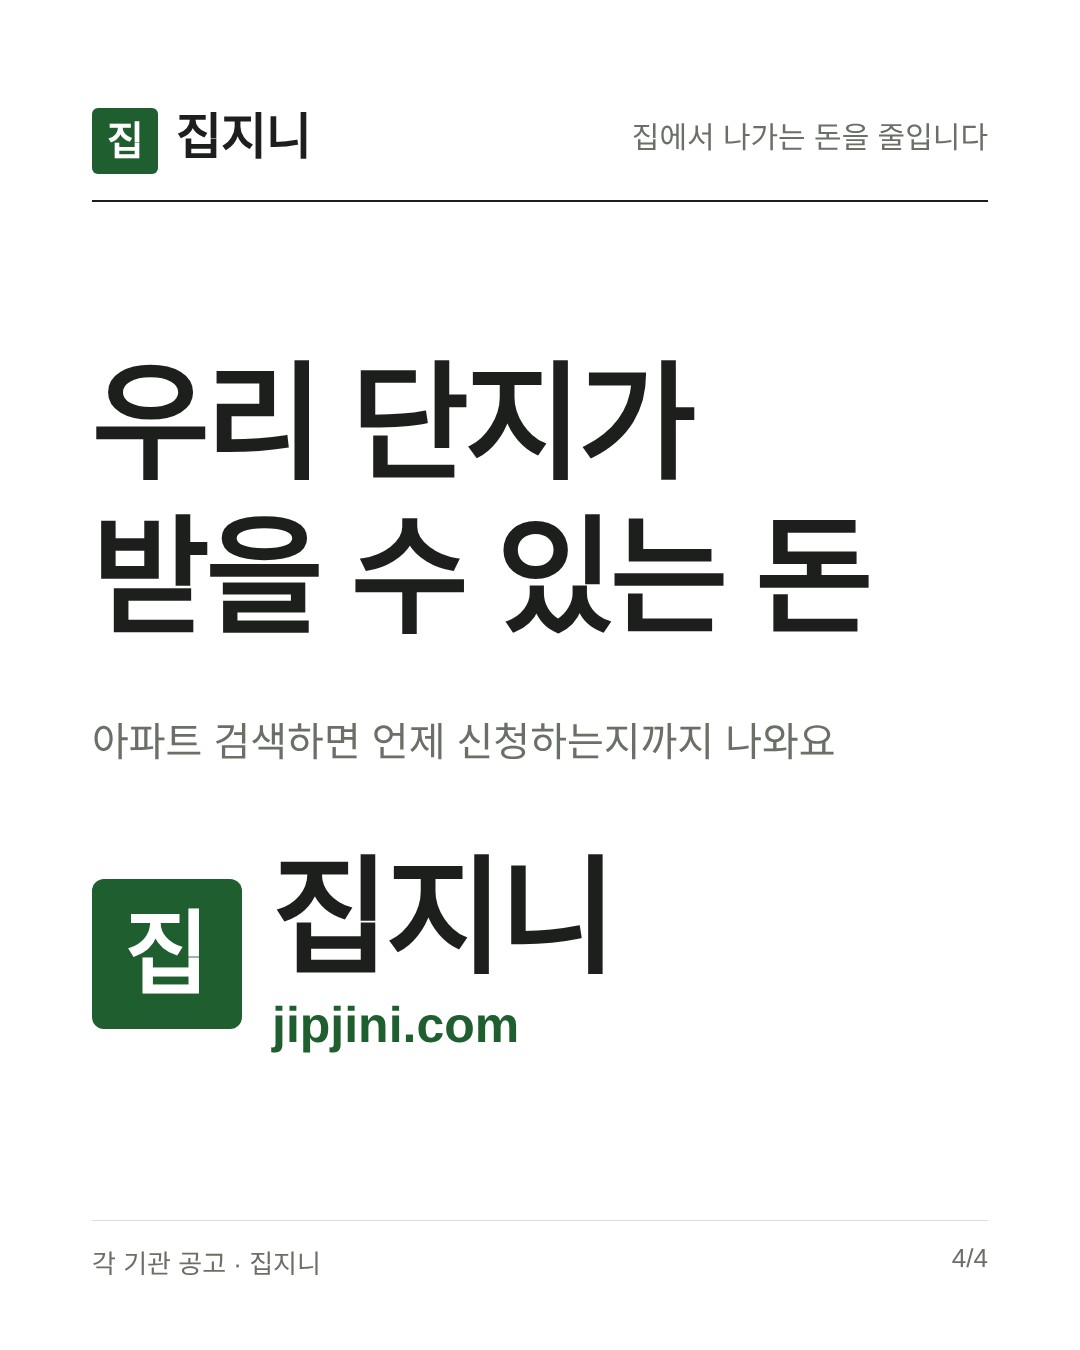 집 집지니
집에서 나가는 돈을 줄입니다
우리 단지가
받을 수 있는 돈
아파트 검색하면 언제 신청하는지까지 나와요
집 집지니
jipjini.com
각 기관 공고 · 집지니
4/4